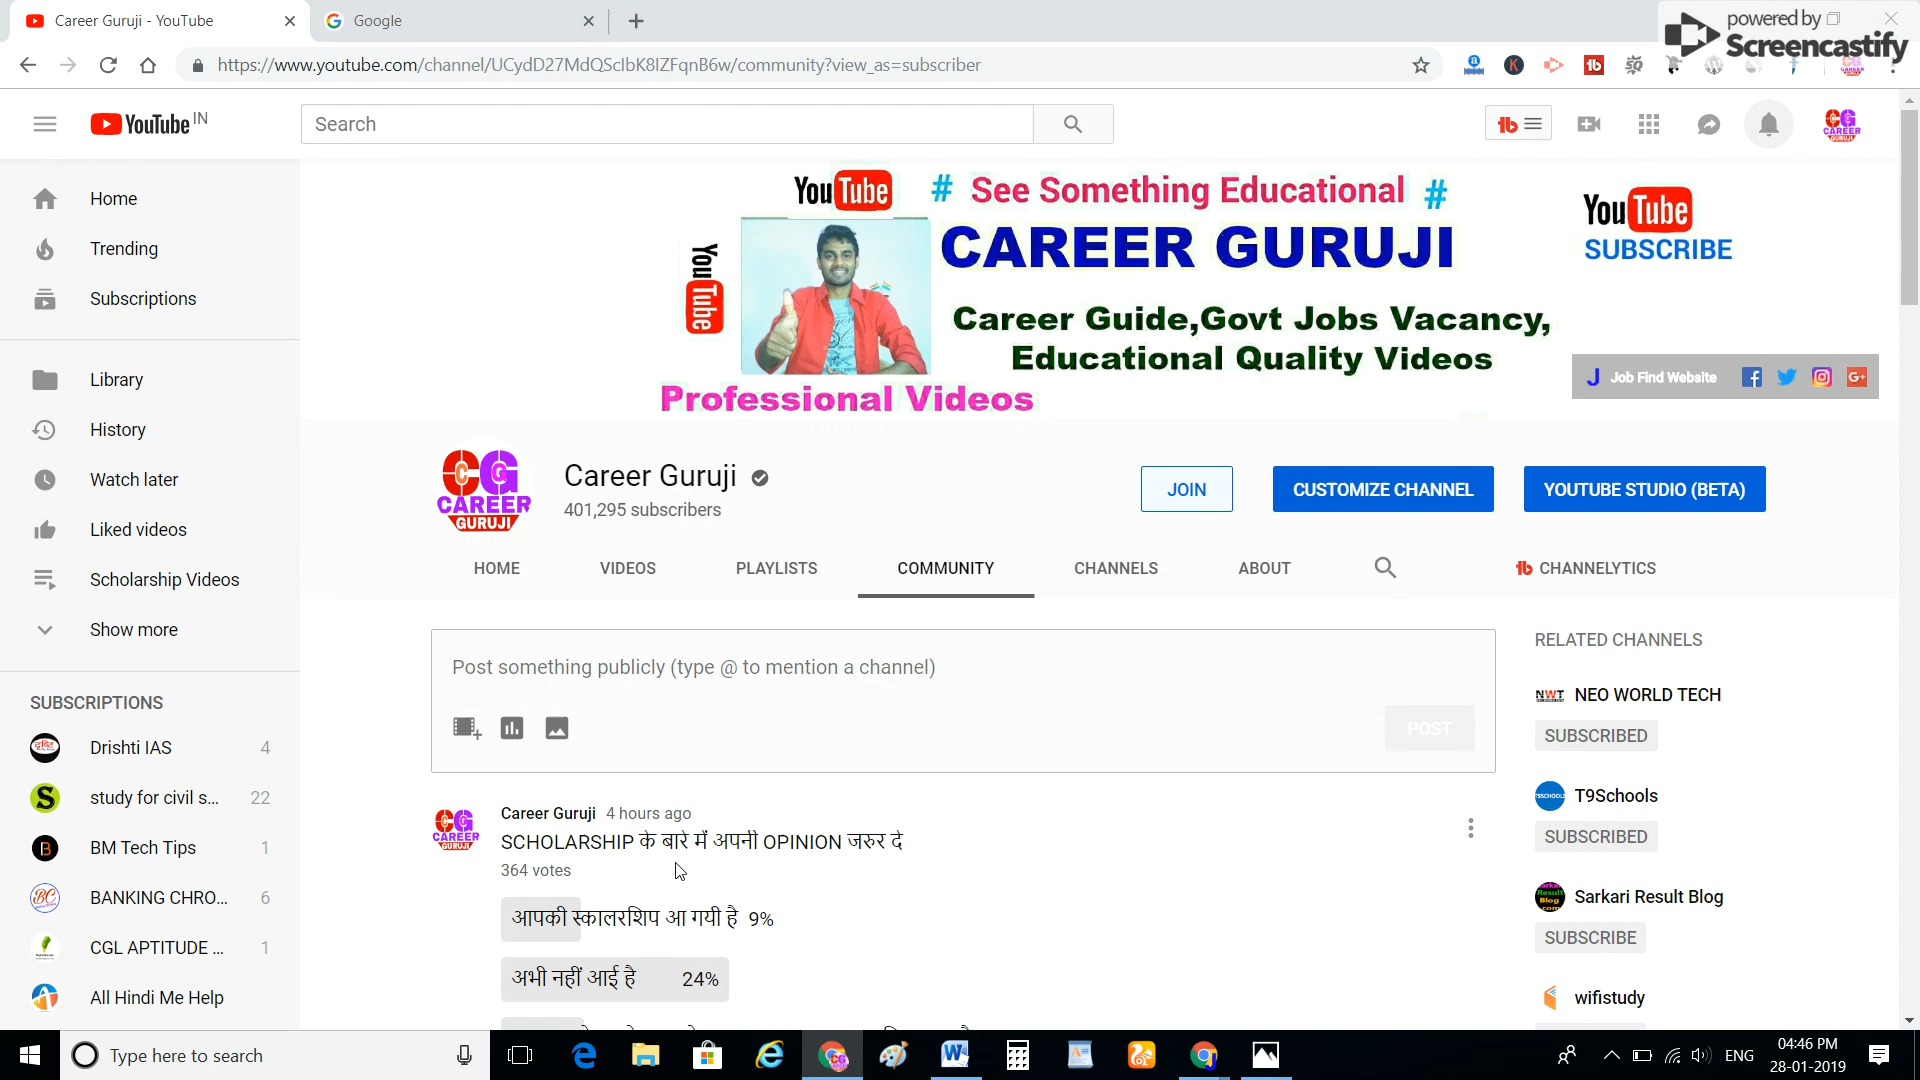 Career Guruji - YouTube
Google
powered by
Screencastify
https://www.youtube.com/channel/UCydD27MdQSclbK8IZFqnB6w/community?view_as=subscriber
YouTube IN
Search
Home
Trending
Subscriptions
Library
History
Watch later
Liked videos
Scholarship Videos
Show more
SUBSCRIPTIONS
Drishti IAS 4
study for civil s... 22
BM Tech Tips 1
BANKING CHRO... 6
CGL APTITUDE ... 1
All Hindi Me Help
YouTube
# See Something Educational #
CAREER GURUJI
YouTube
Career Guide,Govt Jobs Vacancy,
Educational Quality Videos
Professional Videos
YouTube
SUBSCRIBE
J Job Find Website
CG
CAREER
GURUJI
Career Guruji
401,295 subscribers
JOIN
CUSTOMIZE CHANNEL
YOUTUBE STUDIO (BETA)
HOME
VIDEOS
PLAYLISTS
COMMUNITY
CHANNELS
ABOUT
CHANNELYTICS
Post something publicly (type @ to mention a channel)
POST
Career Guruji 4 hours ago
SCHOLARSHIP के बारे में अपनी OPINION जरुर दे
364 votes
आपकी स्कालरशिप आ गयी है 9%
अभी नहीं आई है 24%
RELATED CHANNELS
NWT NEO WORLD TECH
SUBSCRIBED
T9Schools
SUBSCRIBED
Sarkari Result Blog
SUBSCRIBE
wifistudy
Type here to search
ENG
04:46 PM
28-01-2019